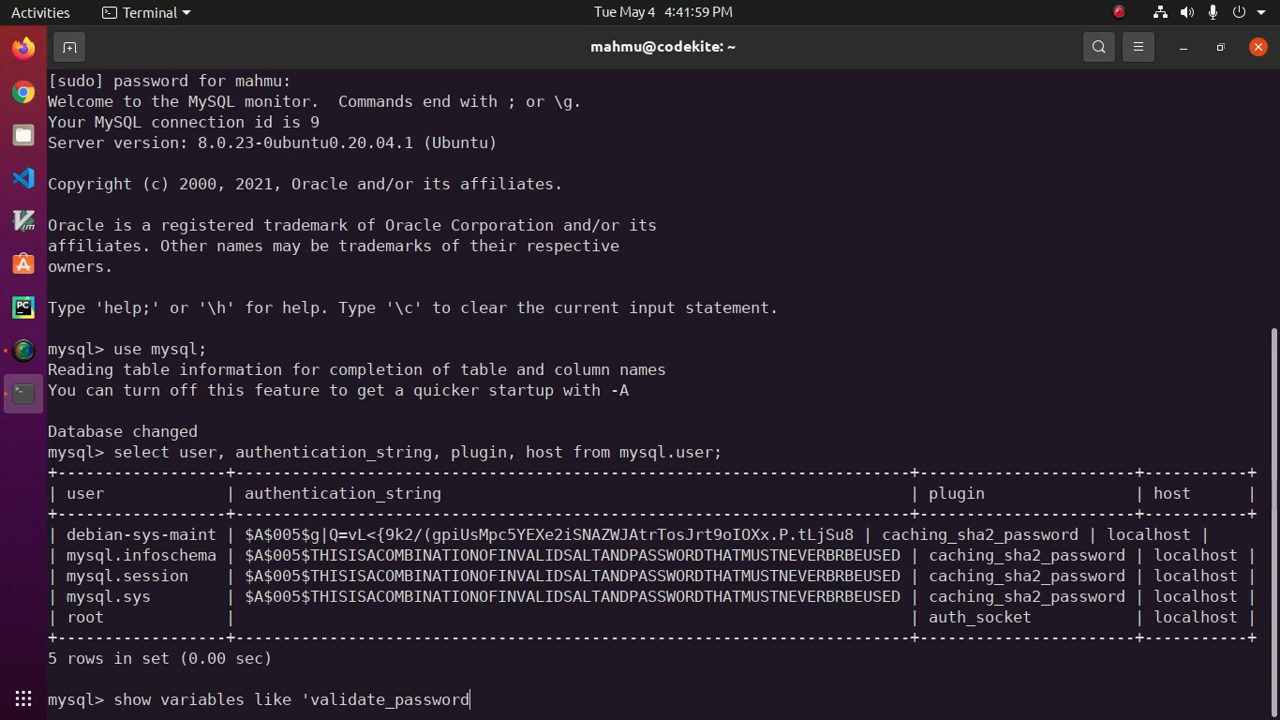 Activities Terminal Tue May 4 4:41:59 PM
mahmu@codekite: ~
[sudo] password for mahmu:
Welcome to the MySQL monitor.  Commands end with ; or \g.
Your MySQL connection id is 9
Server version: 8.0.23-0ubuntu0.20.04.1 (Ubuntu)
Copyright (c) 2000, 2021, Oracle and/or its affiliates.
Oracle is a registered trademark of Oracle Corporation and/or its
affiliates. Other names may be trademarks of their respective
owners.
Type 'help;' or '\h' for help. Type '\c' to clear the current input statement.
mysql> use mysql;
Reading table information for completion of table and column names
You can turn off this feature to get a quicker startup with -A
Database changed
mysql> select user, authentication_string, plugin, host from mysql.user;
+------------------+------------------------------------------------------------------------+-----------------------+-----------+
| user             | authentication_string                                                  | plugin                | host      |
+------------------+------------------------------------------------------------------------+-----------------------+-----------+
| debian-sys-maint | $A$005$g|Q=vL<{9k2/(gpiUsMpc5YEXe2iSNAZWJAtrTosJrt9oIOXx.P.tLjSu8 | caching_sha2_password | localhost |
| mysql.infoschema | $A$005$THISISACOMBINATIONOFINVALIDSALTANDPASSWORDTHATMUSTNEVERBRBEUSED | caching_sha2_password | localhost |
| mysql.session    | $A$005$THISISACOMBINATIONOFINVALIDSALTANDPASSWORDTHATMUSTNEVERBRBEUSED | caching_sha2_password | localhost |
| mysql.sys        | $A$005$THISISACOMBINATIONOFINVALIDSALTANDPASSWORDTHATMUSTNEVERBRBEUSED | caching_sha2_password | localhost |
| root             |                                                                        | auth_socket           | localhost |
+------------------+------------------------------------------------------------------------+-----------------------+-----------+
5 rows in set (0.00 sec)
mysql> show variables like 'validate_password